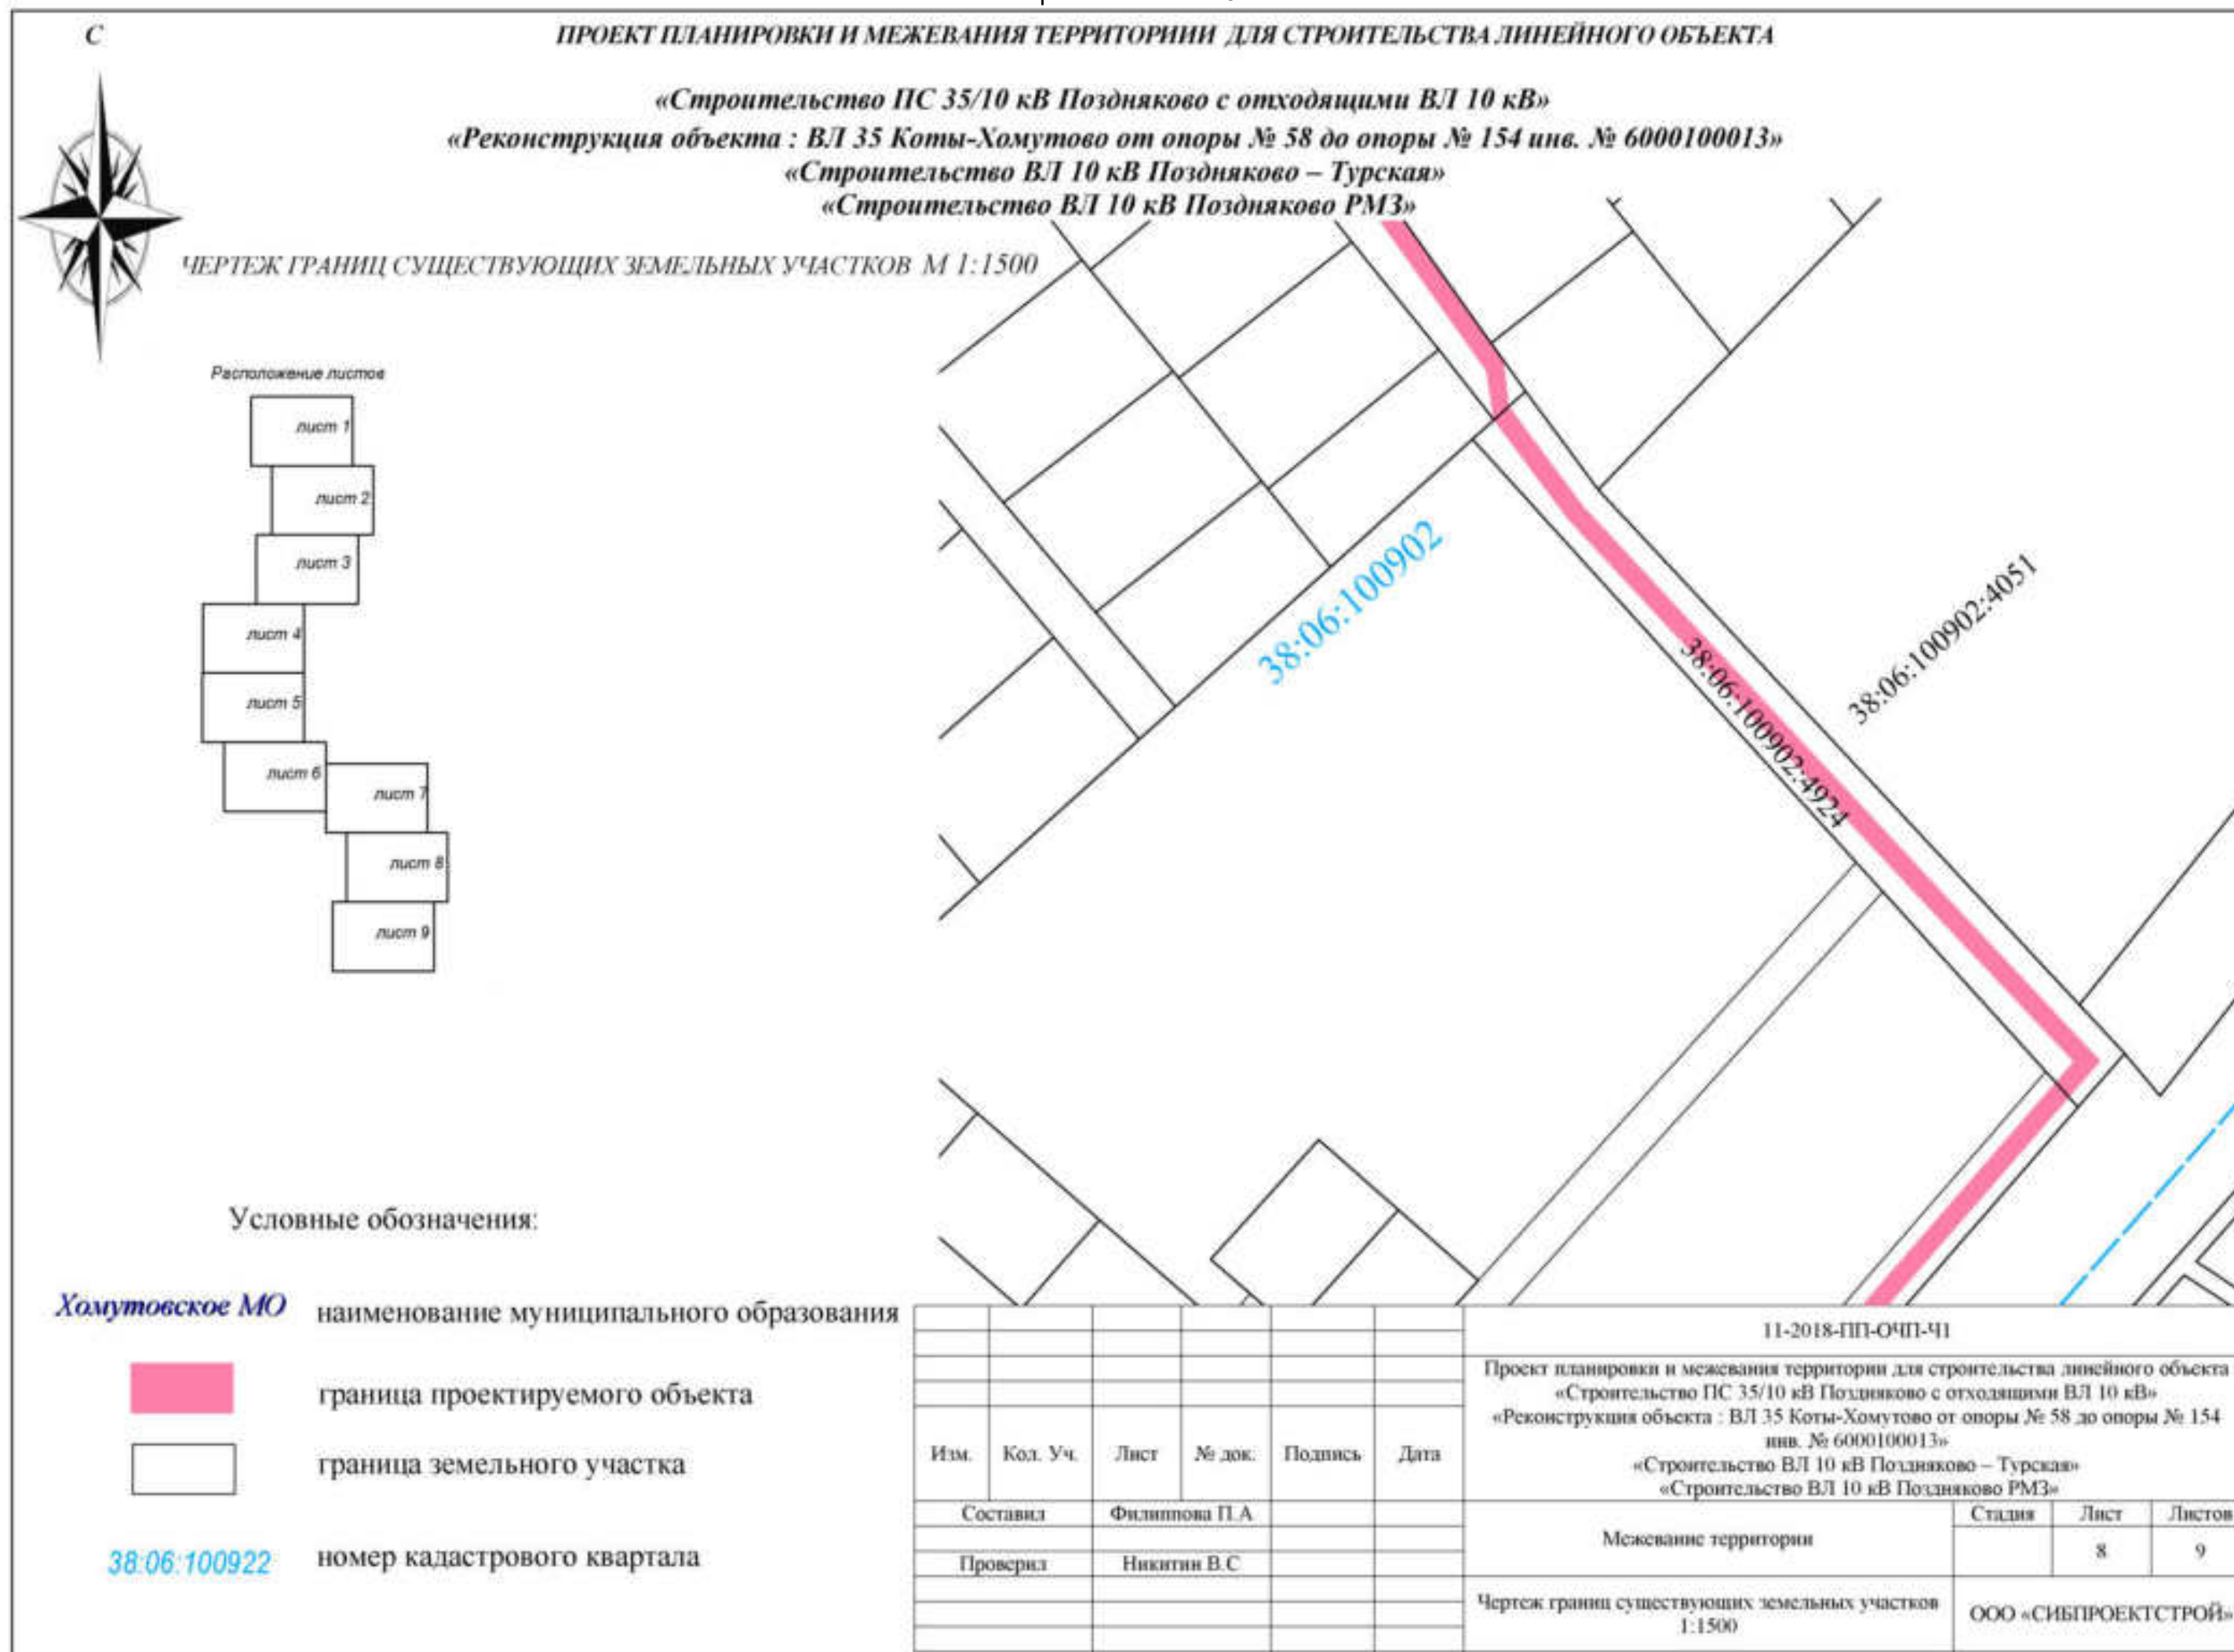 С
ПРОЕКТ ПЛАНИРОВКИ И МЕЖЕВАНИЯ ТЕРРИТОРИИИ ДЛЯ СТРОИТЕЛЬСТВА ЛИНЕЙНОГО ОБЪЕКТА
«Строительство ПС 35/10 кВ Поздняково с отходящими ВЛ 10 кВ»
«Реконструкция объекта : ВЛ 35 Коты-Хомутово от опоры № 58 до опоры № 154 инв. № 6000100013»
«Строительство ВЛ 10 кВ Поздняково – Турская»
«Строительство ВЛ 10 кВ Поздняково РМЗ»
ЧЕРТЕЖ ГРАНИЦ СУЩЕСТВУЮЩИХ ЗЕМЕЛЬНЫХ УЧАСТКОВ М 1:1500
Расположение листов
лист 1
лист 2
лист 3
лист 4
лист 5
лист 6
лист 7
лист 8
лист 9
38:06:100902
38:06:100902:4051
38:06:100902:4924
Условные обозначения:
Хомутовское МО наименование муниципального образования
граница проектируемого объекта
граница земельного участка
38:06:100922 номер кадастрового квартала
11-2018-ПП-ОЧП-Ч1
Проект планировки и межевания территории для строительства линейного объекта
«Строительство ПС 35/10 кВ Поздняково с отходящими ВЛ 10 кВ»
«Реконструкция объекта : ВЛ 35 Коты-Хомутово от опоры № 58 до опоры № 154
инв. № 6000100013»
«Строительство ВЛ 10 кВ Поздняково – Турская»
«Строительство ВЛ 10 кВ Поздняково РМЗ»
Изм. Кол. Уч. Лист № док. Подпись Дата
Составил Филиппова П.А
Проверил Никитин В.С
Межевание территории
Стадия Лист Листов
8 9
Чертеж границ существующих земельных участков
1:1500
ООО «СИБПРОЕКТСТРОЙ»